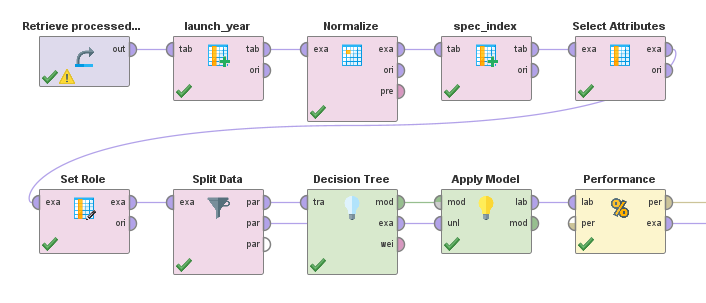 Retrieve processed... launch_year Normalize spec_index Select Attributes
out tab tab exa exa tab tab exa exa
ori ori ori ori
pre
Set Role Split Data Decision Tree Apply Model Performance
exa exa exa par tra mod mod lab lab per
ori par exa unl mod per exa
par wei
%